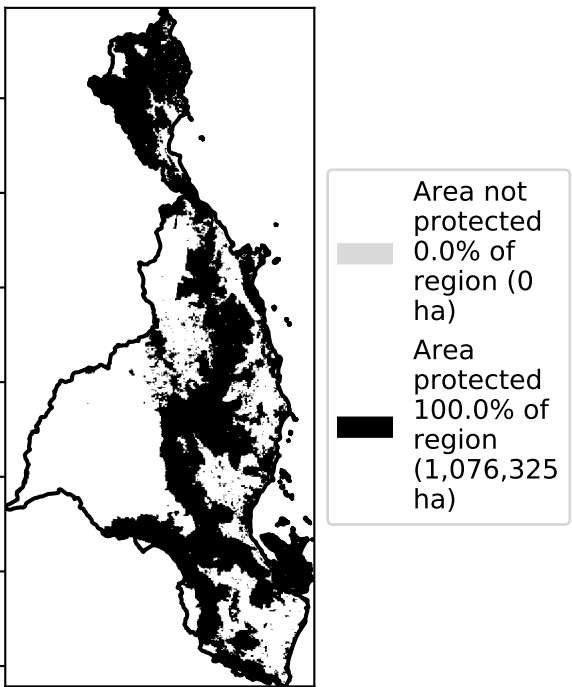 Area not
protected
0.0% of
region (0
ha)
Area
protected
100.0% of
region
(1,076,325
ha)